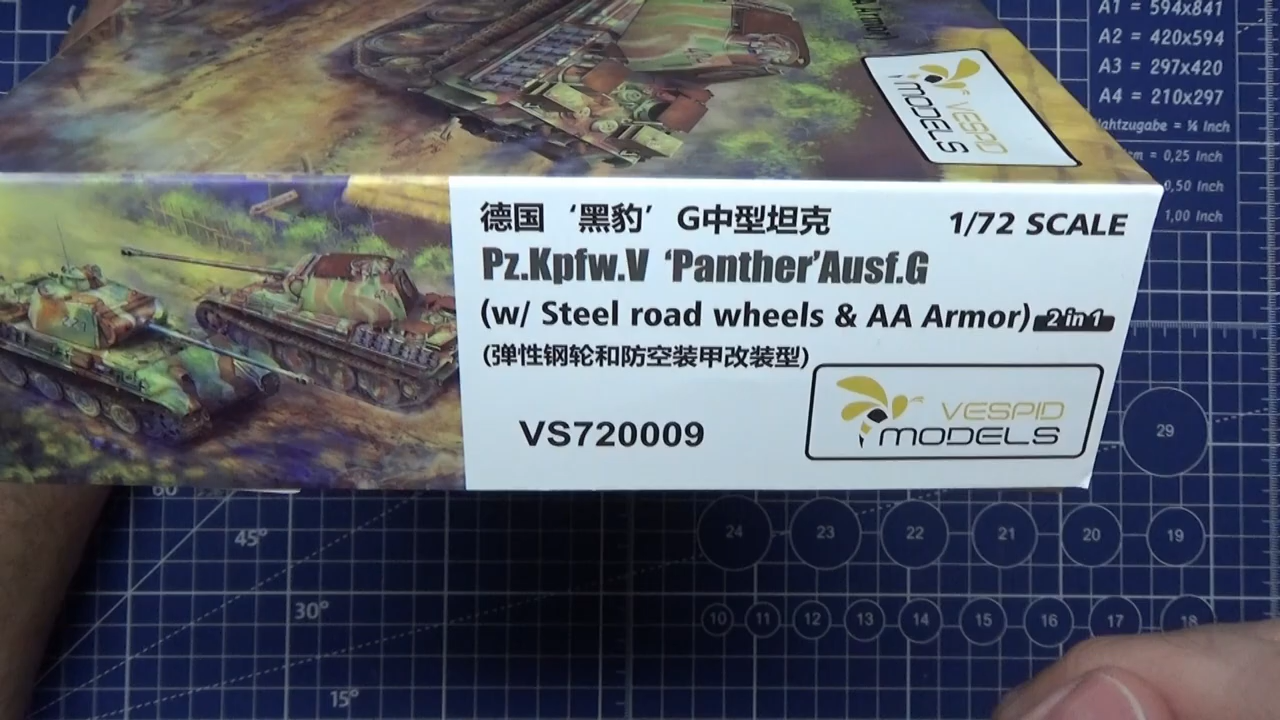 A1 = 594x841
A2 = 420x594
A3 = 297x420
A4 = 210x297
ahtzugabe = ¼ Inch
m = 0,25 Inch
0,50 Inch
1,00 Inch
VESPID
MODELS
德国‘黑豹’G中型坦克
1/72 SCALE
Pz.Kpfw.V ‘Panther’Ausf.G
(w/ Steel road wheels & AA Armor) 2 in 1
(弹性钢轮和防空装甲改装型)
VS720009
VESPID
MODELS
29
60
45°
24 23 22 21 20 19
30°
10 11 12 13 14 15 16 17 18
15°